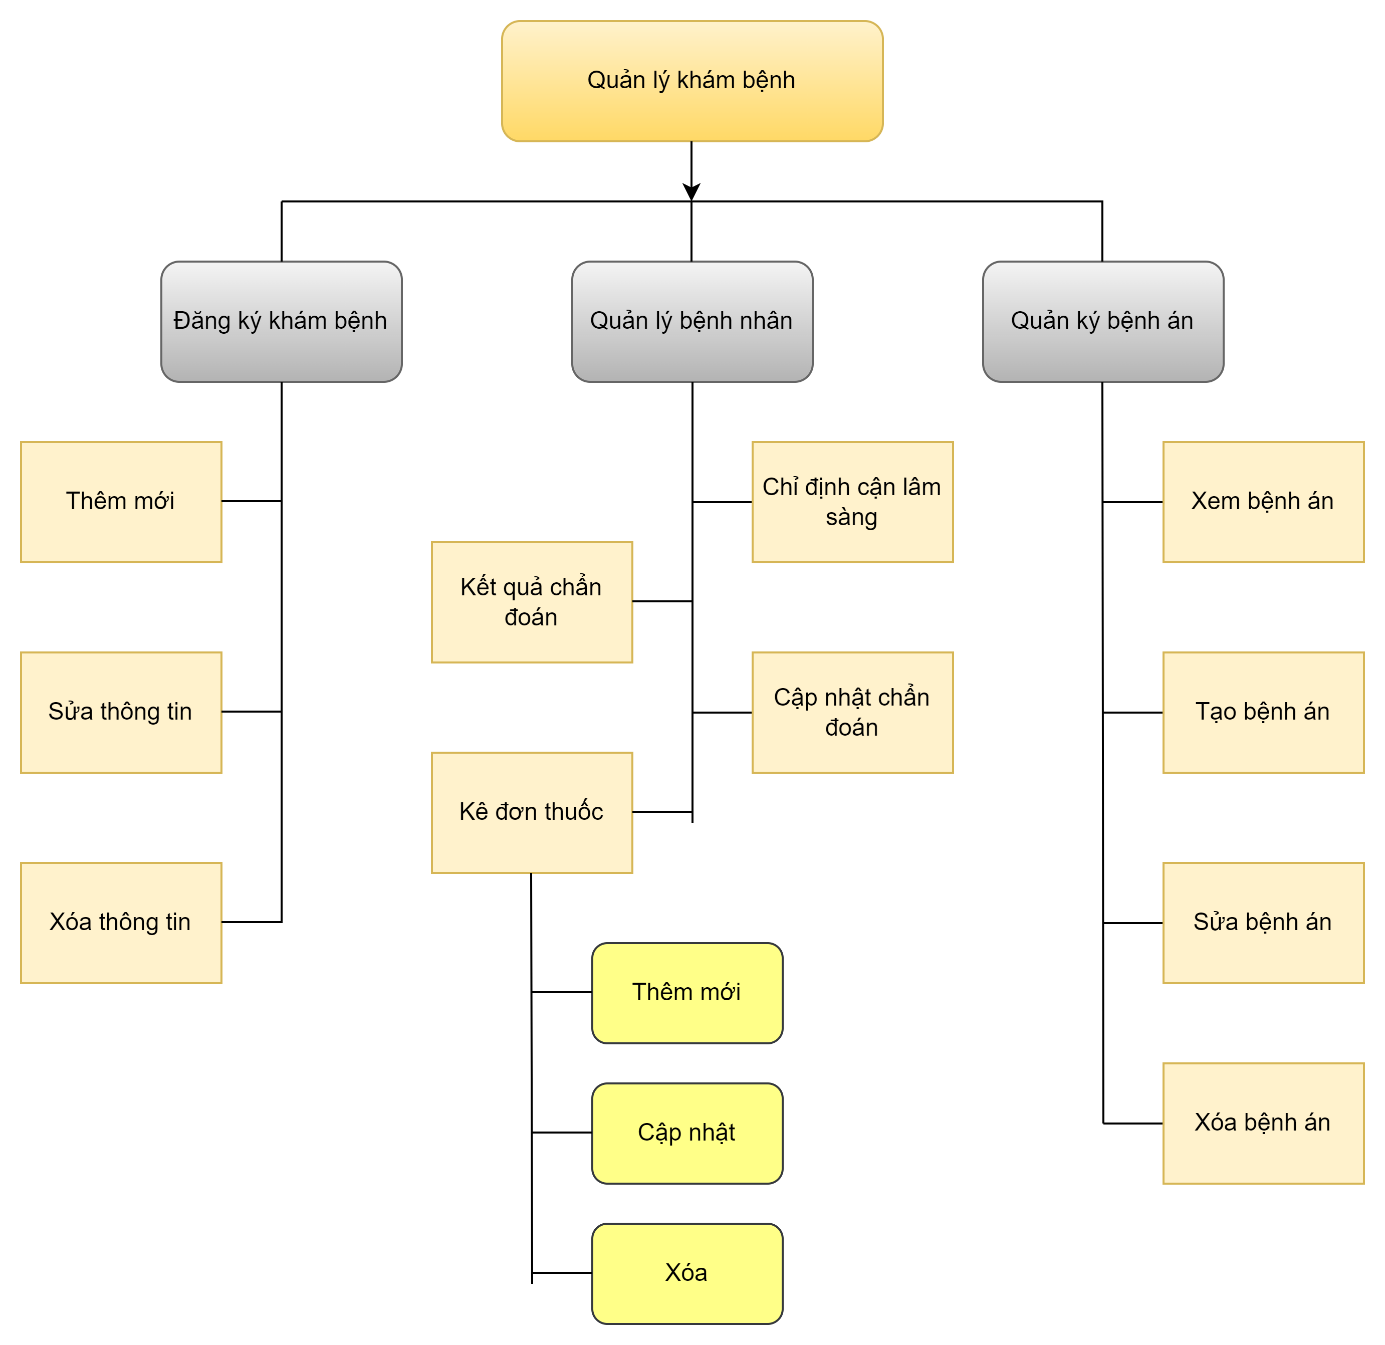 Quản lý khám bệnh
Đăng ký khám bệnh
Quản lý bệnh nhân
Quản ký bệnh án
Thêm mới
Sửa thông tin
Xóa thông tin
Chỉ định cận lâm
sàng
Kết quả chẩn
đoán
Cập nhật chẩn
đoán
Kê đơn thuốc
Thêm mới
Cập nhật
Xóa
Xem bệnh án
Tạo bệnh án
Sửa bệnh án
Xóa bệnh án